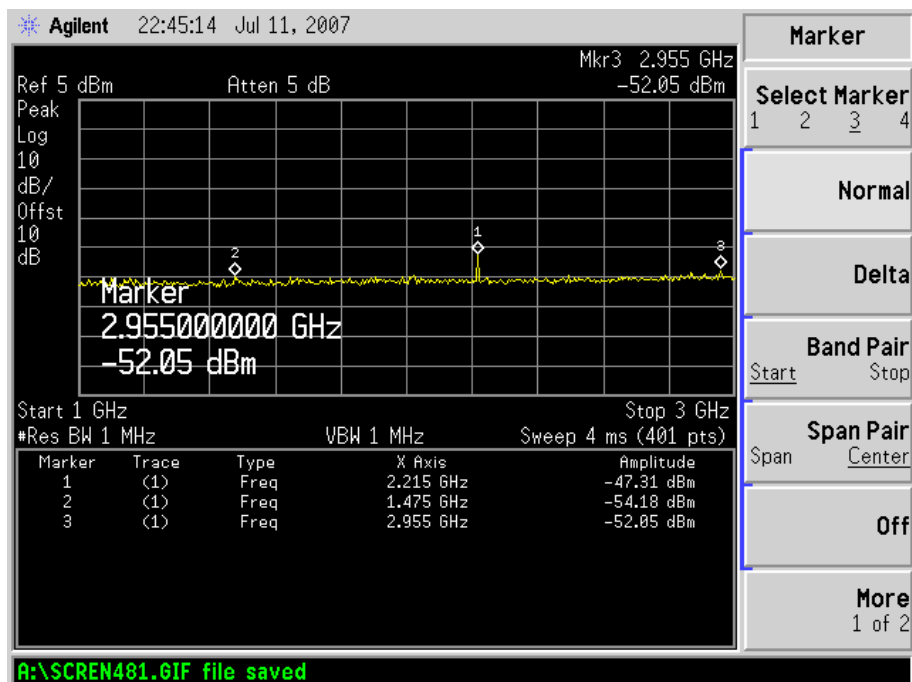 Agilent 22:45:14 Jul 11, 2007
Mkr3 2.955 GHz
Ref 5 dBm Atten 5 dB -52.05 dBm
Peak
Log
10
dB/
Offst
10
dB
1
2
3
Marker
2.955000000 GHz
-52.05 dBm
Start 1 GHz Stop 3 GHz
#Res BW 1 MHz VBW 1 MHz Sweep 4 ms (401 pts)
Marker Trace Type X Axis Amplitude
1 (1) Freq 2.215 GHz -47.31 dBm
2 (1) Freq 1.475 GHz -54.18 dBm
3 (1) Freq 2.955 GHz -52.05 dBm
A:\SCREN481.GIF file saved
Marker
Select Marker
1 2 3 4
Normal
Delta
Band Pair
Start Stop
Span Pair
Span Center
Off
More
1 of 2